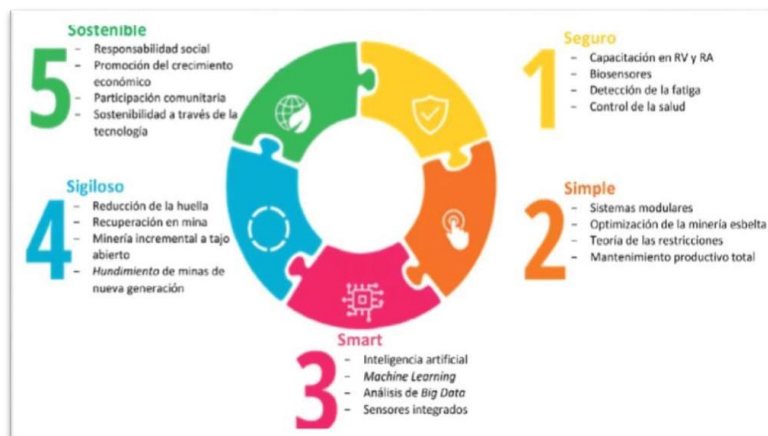 Seguro
1
- Capacitación en RV y RA
- Biosensores
- Detección de la fatiga
- Control de la salud
Simple
2
- Sistemas modulares
- Optimización de la minería esbelta
- Teoría de las restricciones
- Mantenimiento productivo total
Smart
3
- Inteligencia artificial
- Machine Learning
- Análisis de Big Data
- Sensores integrados
Sigiloso
4
- Reducción de la huella
- Recuperación en mina
- Minería incremental a tajo
abierto
- Hundimiento de minas de
nueva generación
Sostenible
5
- Responsabilidad social
- Promoción del crecimiento
económico
- Participación comunitaria
- Sostenibilidad a través de la
tecnología